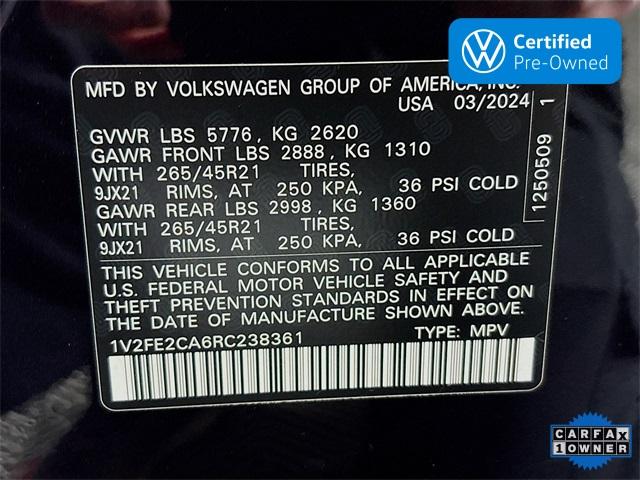 Certified
Pre-Owned
MFD BY VOLKSWAGEN GROUP OF AMERICA, INC.
USA 03/2024
GVWR LBS 5776, KG 2620
GAWR FRONT LBS 2888, KG 1310
WITH 265/45R21 TIRES,
9JX21 RIMS, AT 250 KPA, 36 PSI COLD
GAWR REAR LBS 2998, KG 1360
WITH 265/45R21 TIRES,
9JX21 RIMS, AT 250 KPA, 36 PSI COLD
1250509 1
THIS VEHICLE CONFORMS TO ALL APPLICABLE
U.S. FEDERAL MOTOR VEHICLE SAFETY AND
THEFT PREVENTION STANDARDS IN EFFECT ON
THE DATE OF MANUFACTURE SHOWN ABOVE.
1V2FE2CA6RC238361 TYPE: MPV
CARFAX
1 OWNER